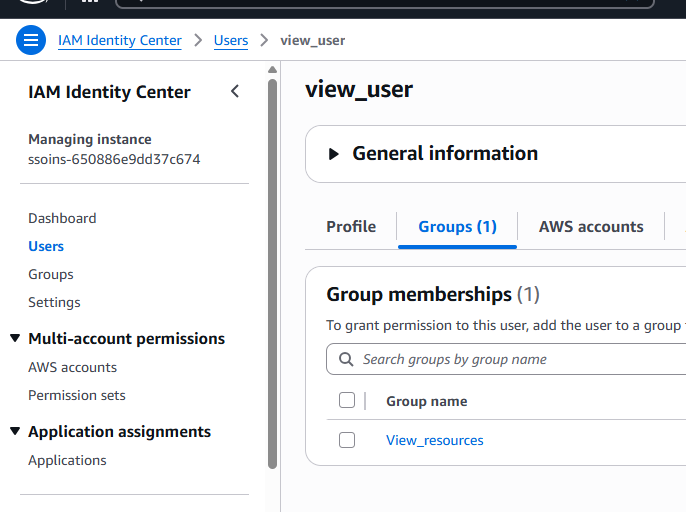 IAM Identity Center > Users > view_user
IAM Identity Center
Managing instance
ssoins-650886e9dd37c674
Dashboard
Users
Groups
Settings
Multi-account permissions
AWS accounts
Permission sets
Application assignments
Applications
view_user
General information
Profile
Groups (1)
AWS accounts
Group memberships (1)
To grant permission to this user, add the user to a group
Search groups by group name
Group name
View_resources